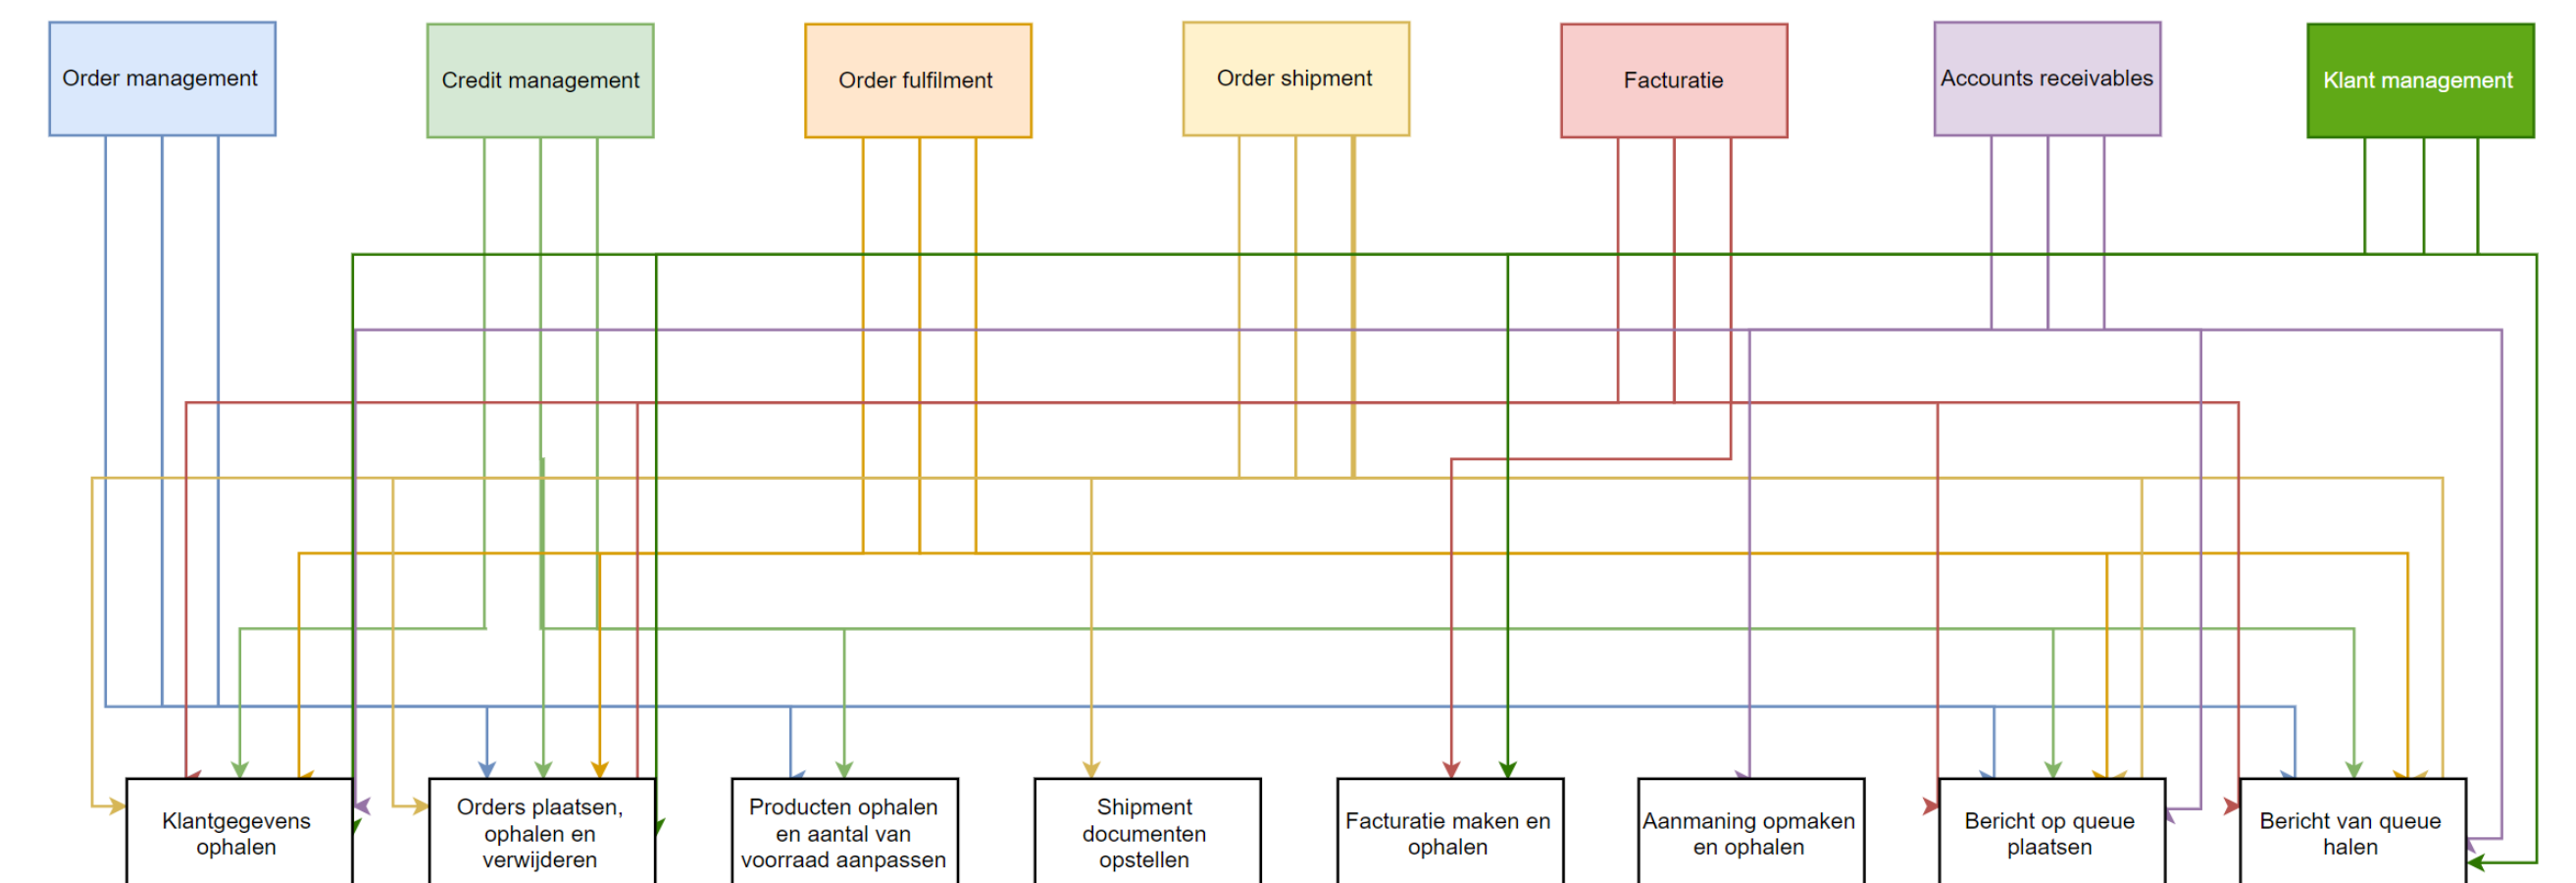 Order management
Credit management
Order fulfilment
Order shipment
Facturatie
Accounts receivables
Klant management
Klantgegevens
ophalen
Orders plaatsen,
ophalen en
verwijderen
Producten ophalen
en aantal van
voorraad aanpassen
Shipment
documenten
opstellen
Facturatie maken en
ophalen
Aanmaning opmaken
en ophalen
Bericht op queue
plaatsen
Bericht van queue
halen